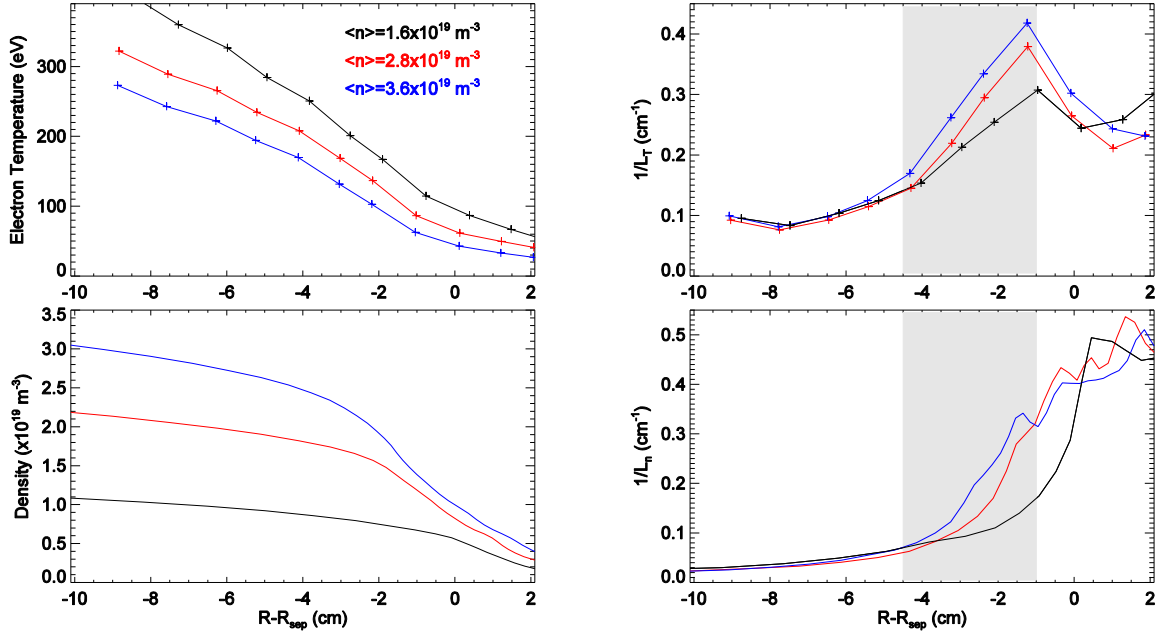 Electron Temperature (eV)
300
200
100
0
<n>=1.6x10¹⁹ m⁻³
<n>=2.8x10¹⁹ m⁻³
<n>=3.6x10¹⁹ m⁻³
-10 -8 -6 -4 -2 0 2
1/L_T (cm⁻¹)
0.4
0.3
0.2
0.1
0.0
-10 -8 -6 -4 -2 0 2
Density (x10¹⁹ m⁻³)
3.5
3.0
2.5
2.0
1.5
1.0
0.5
0.0
-10 -8 -6 -4 -2 0 2
R-R_sep (cm)
1/L_n (cm⁻¹)
0.5
0.4
0.3
0.2
0.1
0.0
-10 -8 -6 -4 -2 0 2
R-R_sep (cm)